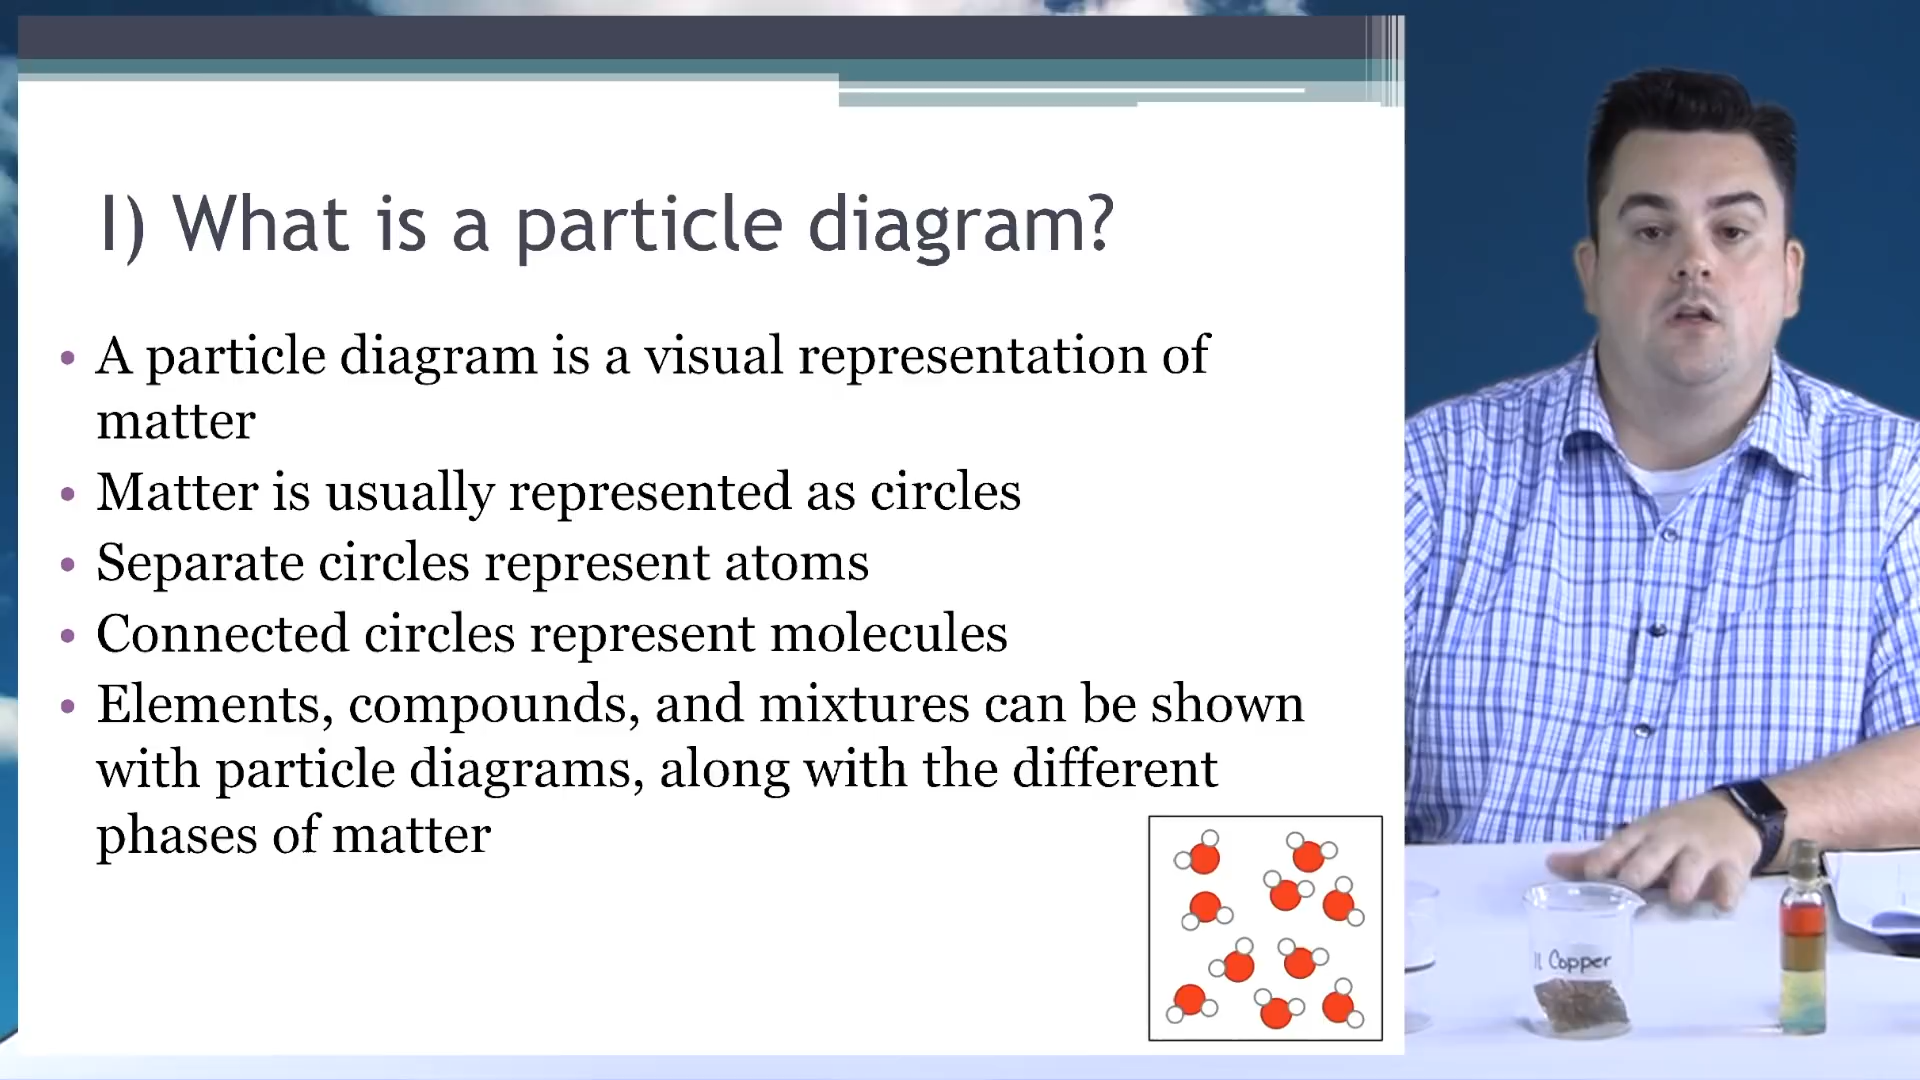 I) What is a particle diagram?
• A particle diagram is a visual representation of
matter
• Matter is usually represented as circles
• Separate circles represent atoms
• Connected circles represent molecules
• Elements, compounds, and mixtures can be shown
with particle diagrams, along with the different
phases of matter
Copper